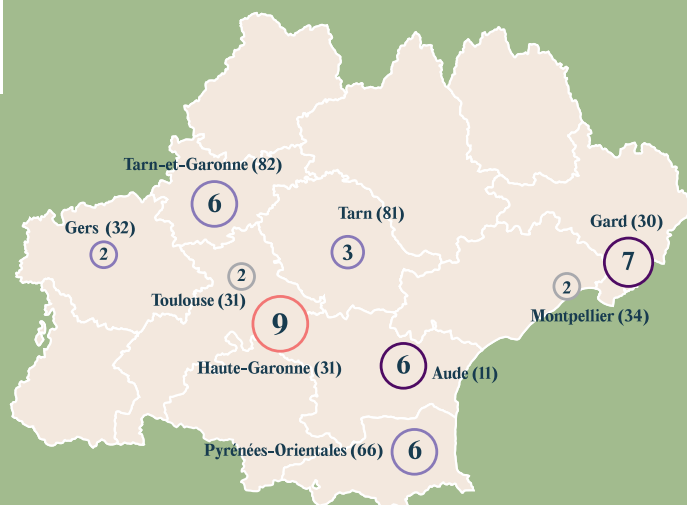 Tarn-et-Garonne (82)
6
Tarn (81)
3
Gers (32)
2
Gard (30)
7
2
Toulouse (31)
2
Montpellier (34)
9
Haute-Garonne (31)
6
Aude (11)
Pyrénées-Orientales (66)
6